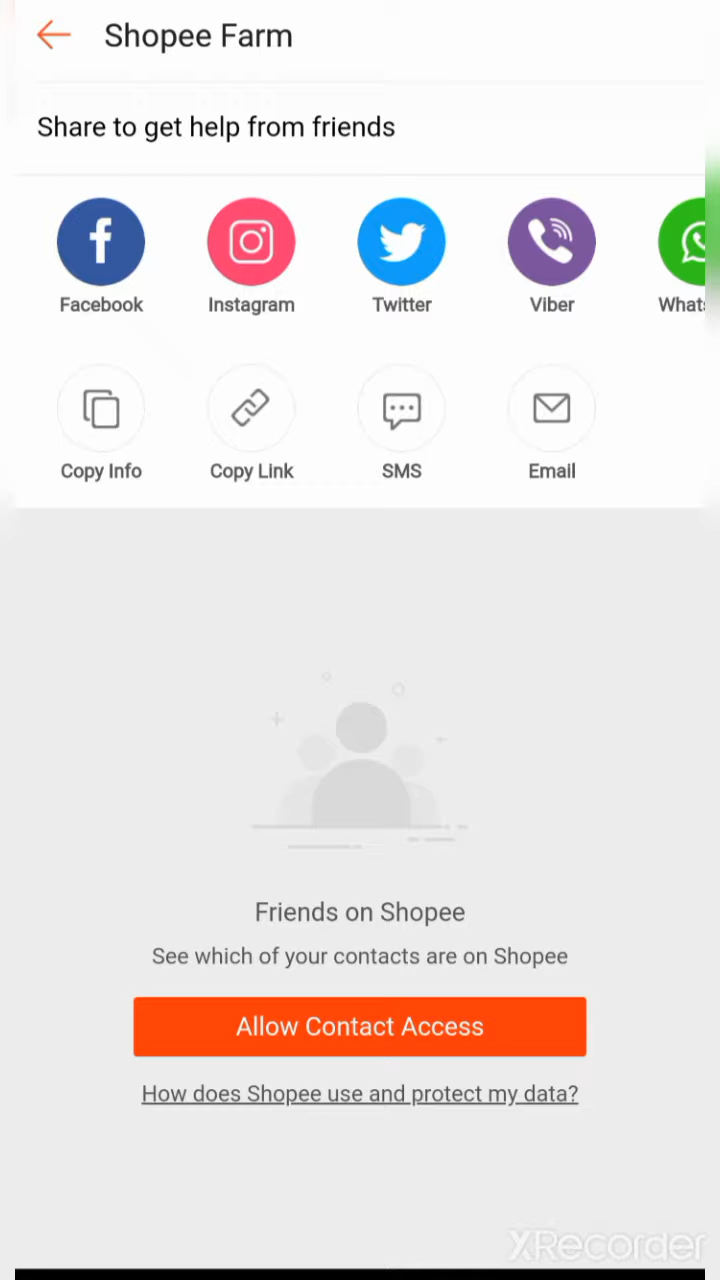 Shopee Farm
Share to get help from friends
Facebook
Instagram
Twitter
Viber
Whats
Copy Info
Copy Link
SMS
Email
Friends on Shopee
See which of your contacts are on Shopee
Allow Contact Access
How does Shopee use and protect my data?
XRecorder